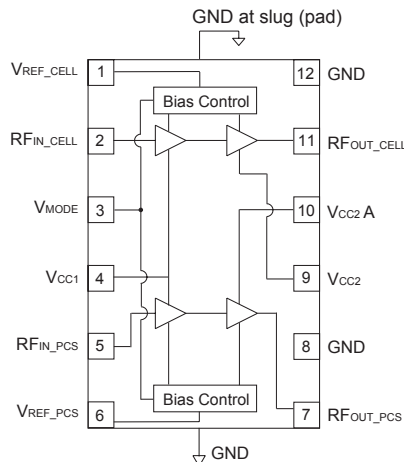 GND at slug (pad)
VREF_CELL 1
12 GND
Bias Control
RFIN_CELL 2
11 RFOUT_CELL
VMODE 3
10 VCC2 A
VCC1 4
9 VCC2
RFIN_PCS 5
8 GND
Bias Control
VREF_PCS 6
7 RFOUT_PCS
GND